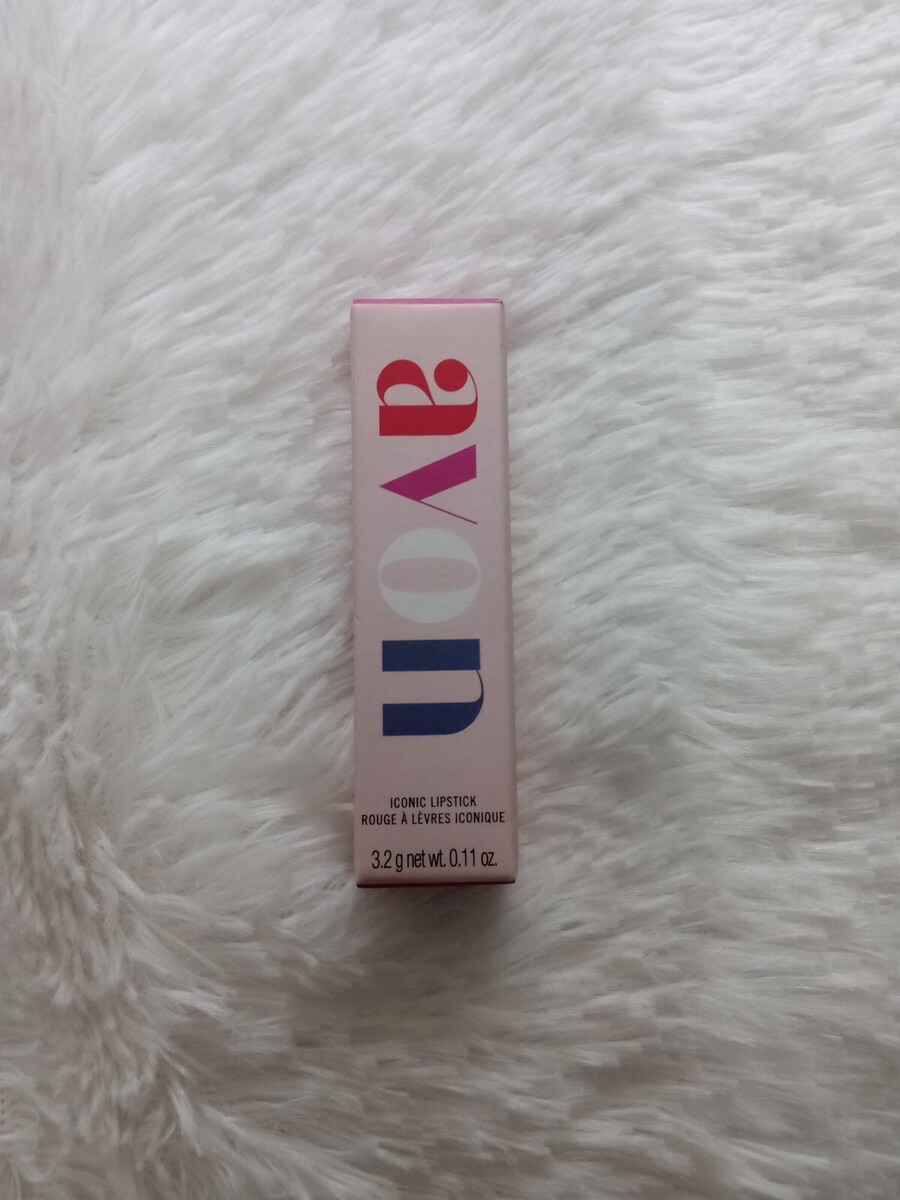 avon
ICONIC LIPSTICK
ROUGE À LÈVRES ICONIQUE
3.2 g net wt. 0.11 oz.